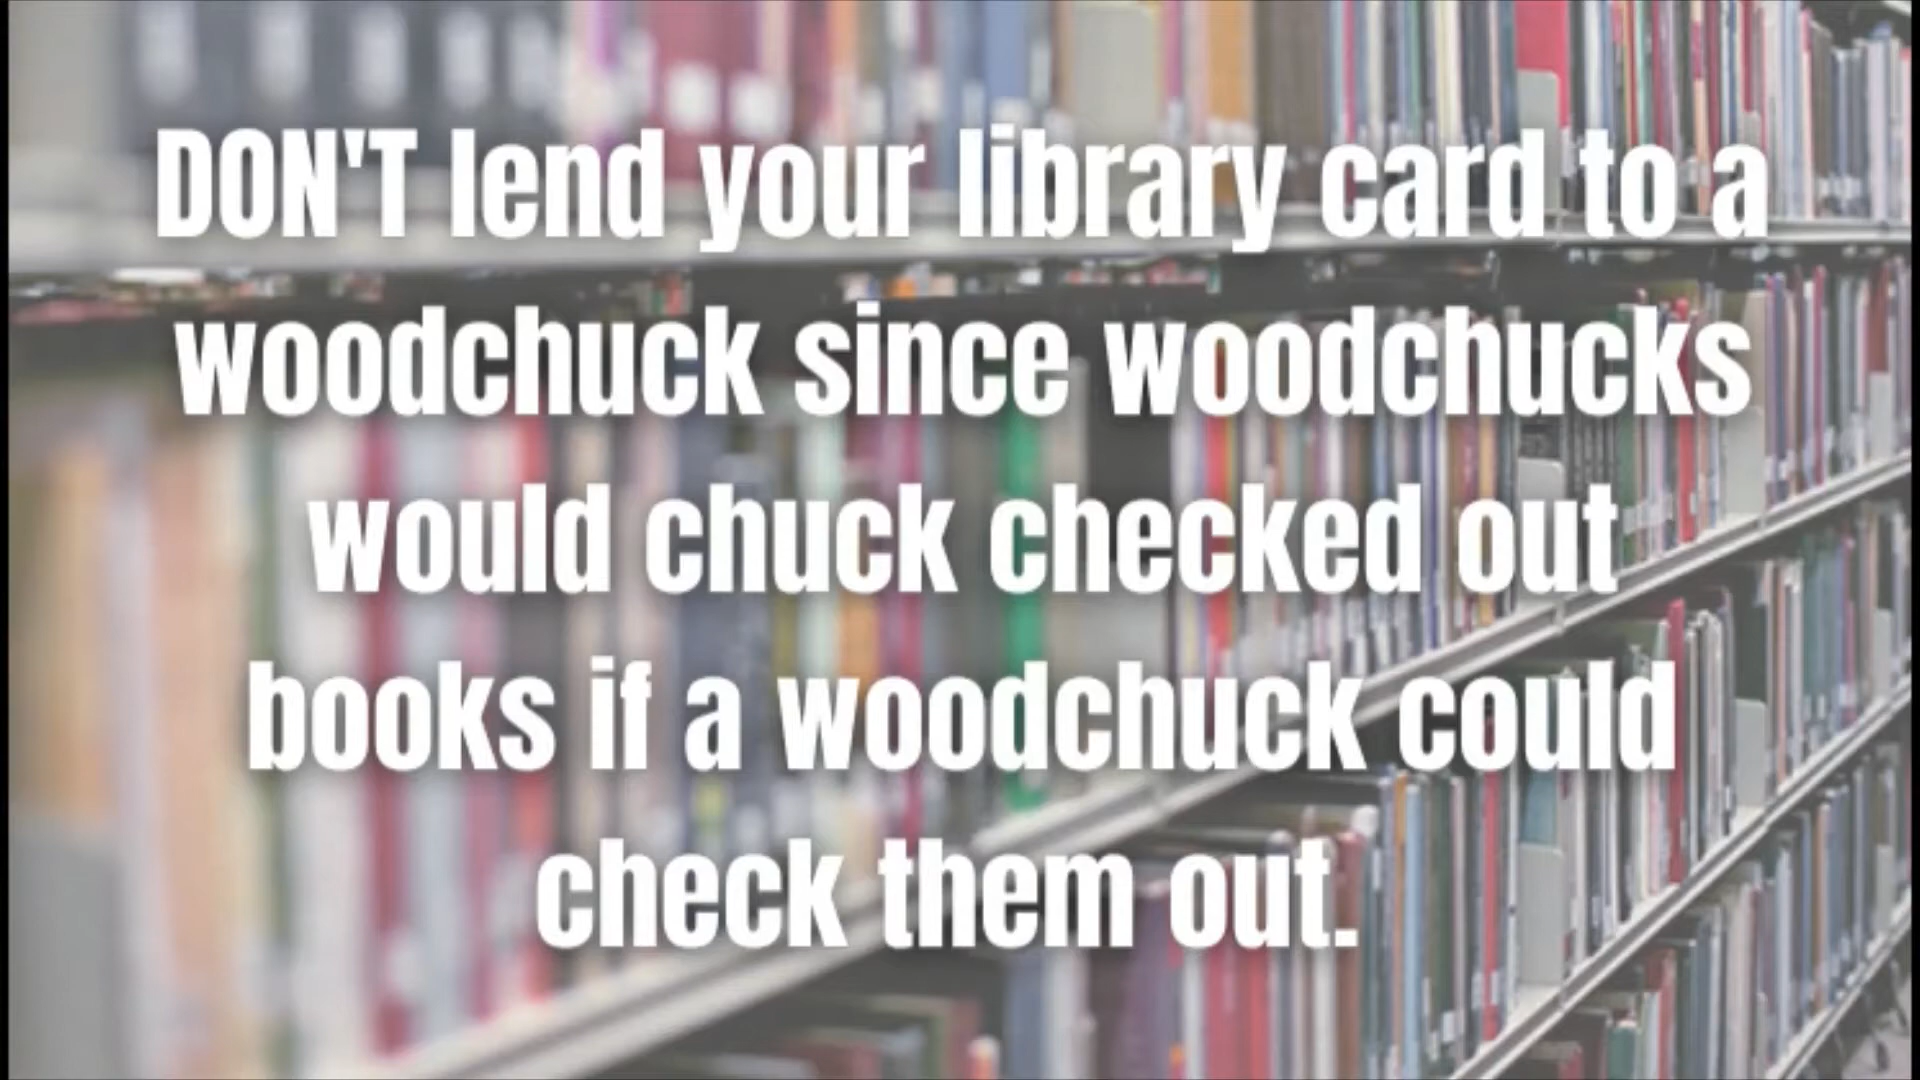 DON'T lend your library card to a
woodchuck since woodchucks
would chuck checked out
books if a woodchuck could
check them out.